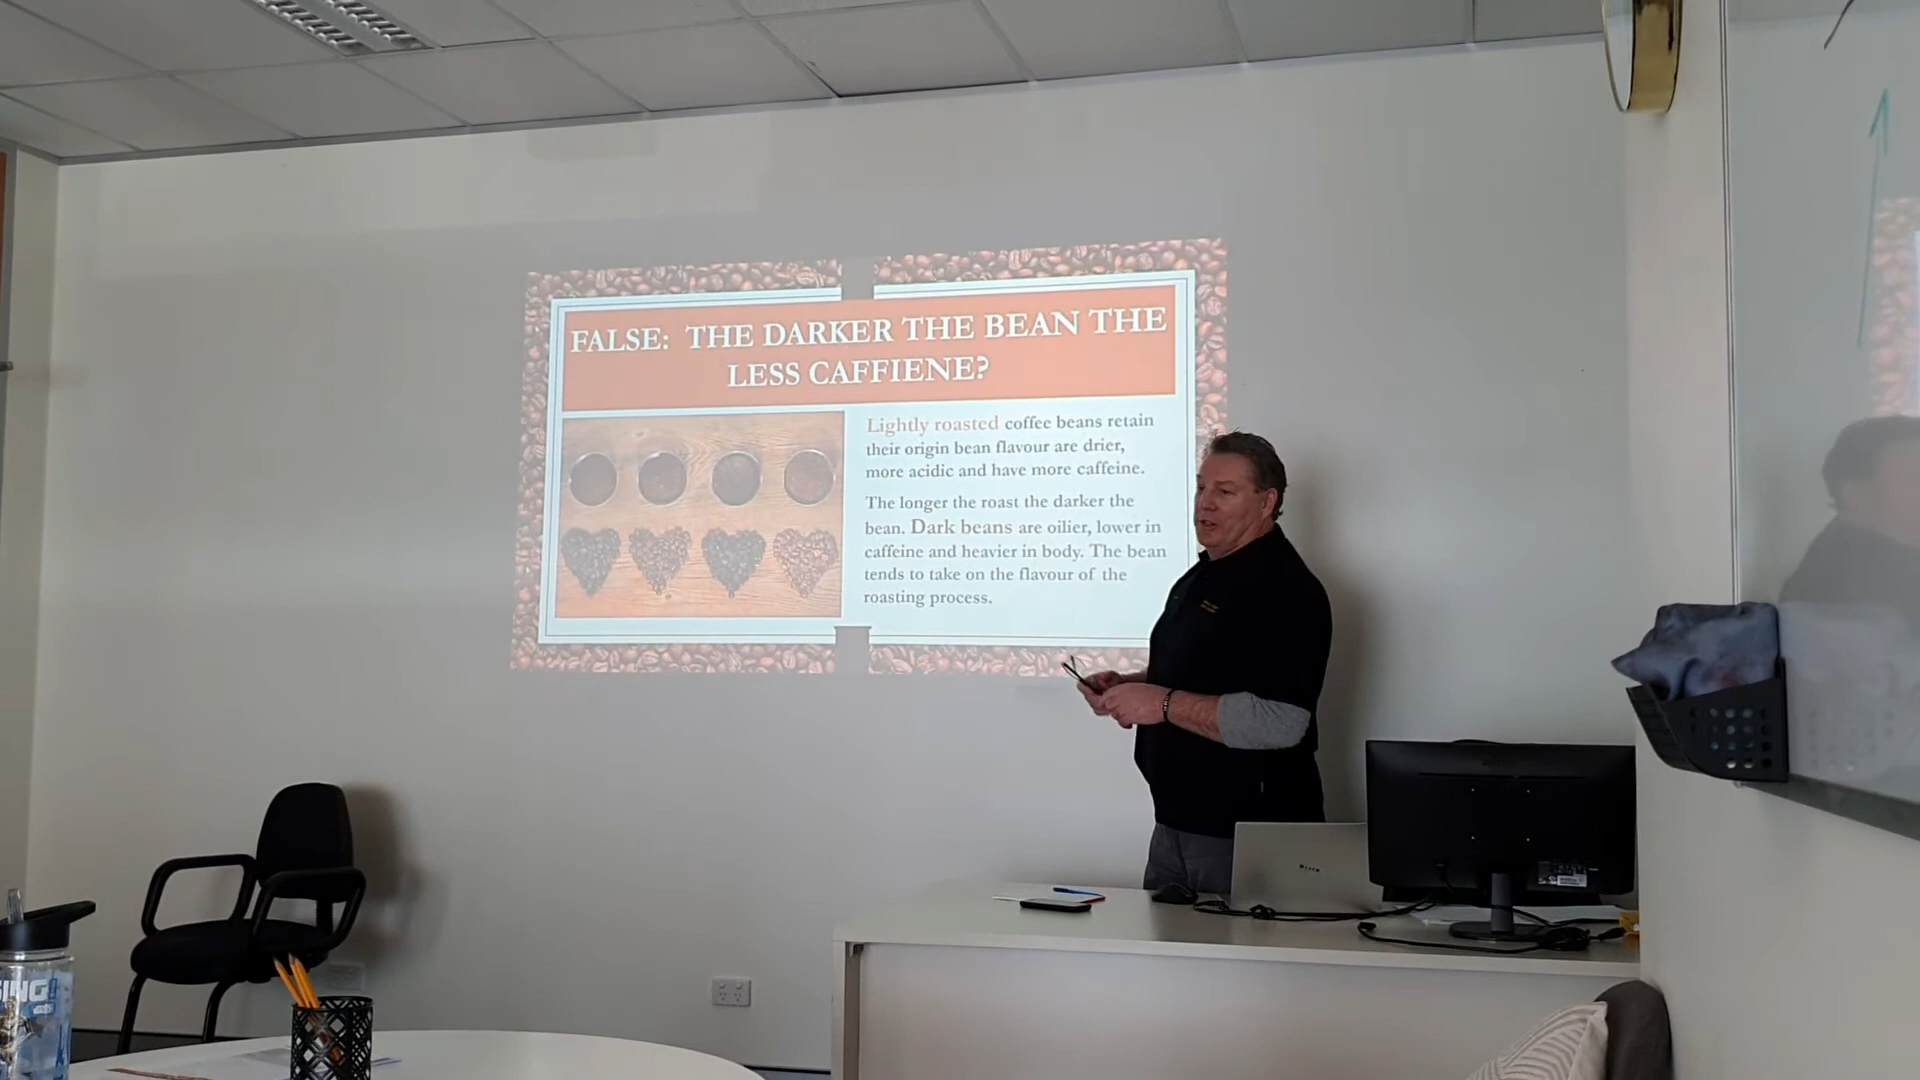 FALSE: THE DARKER THE BEAN THE
LESS CAFFIENE?
Lightly roasted coffee beans retain
their origin bean flavour are drier,
more acidic and have more caffeine.
The longer the roast the darker the
bean. Dark beans are oilier, lower in
caffeine and heavier in body. The bean
tends to take on the flavour of the
roasting process.